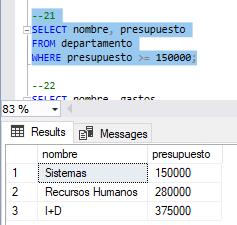 --21
SELECT nombre, presupuesto
FROM departamento
WHERE presupuesto >= 150000;
--22
SELECT nombre, gastos
83 %
Results Messages
nombre presupuesto
1 Sistemas 150000
2 Recursos Humanos 280000
3 I+D 375000